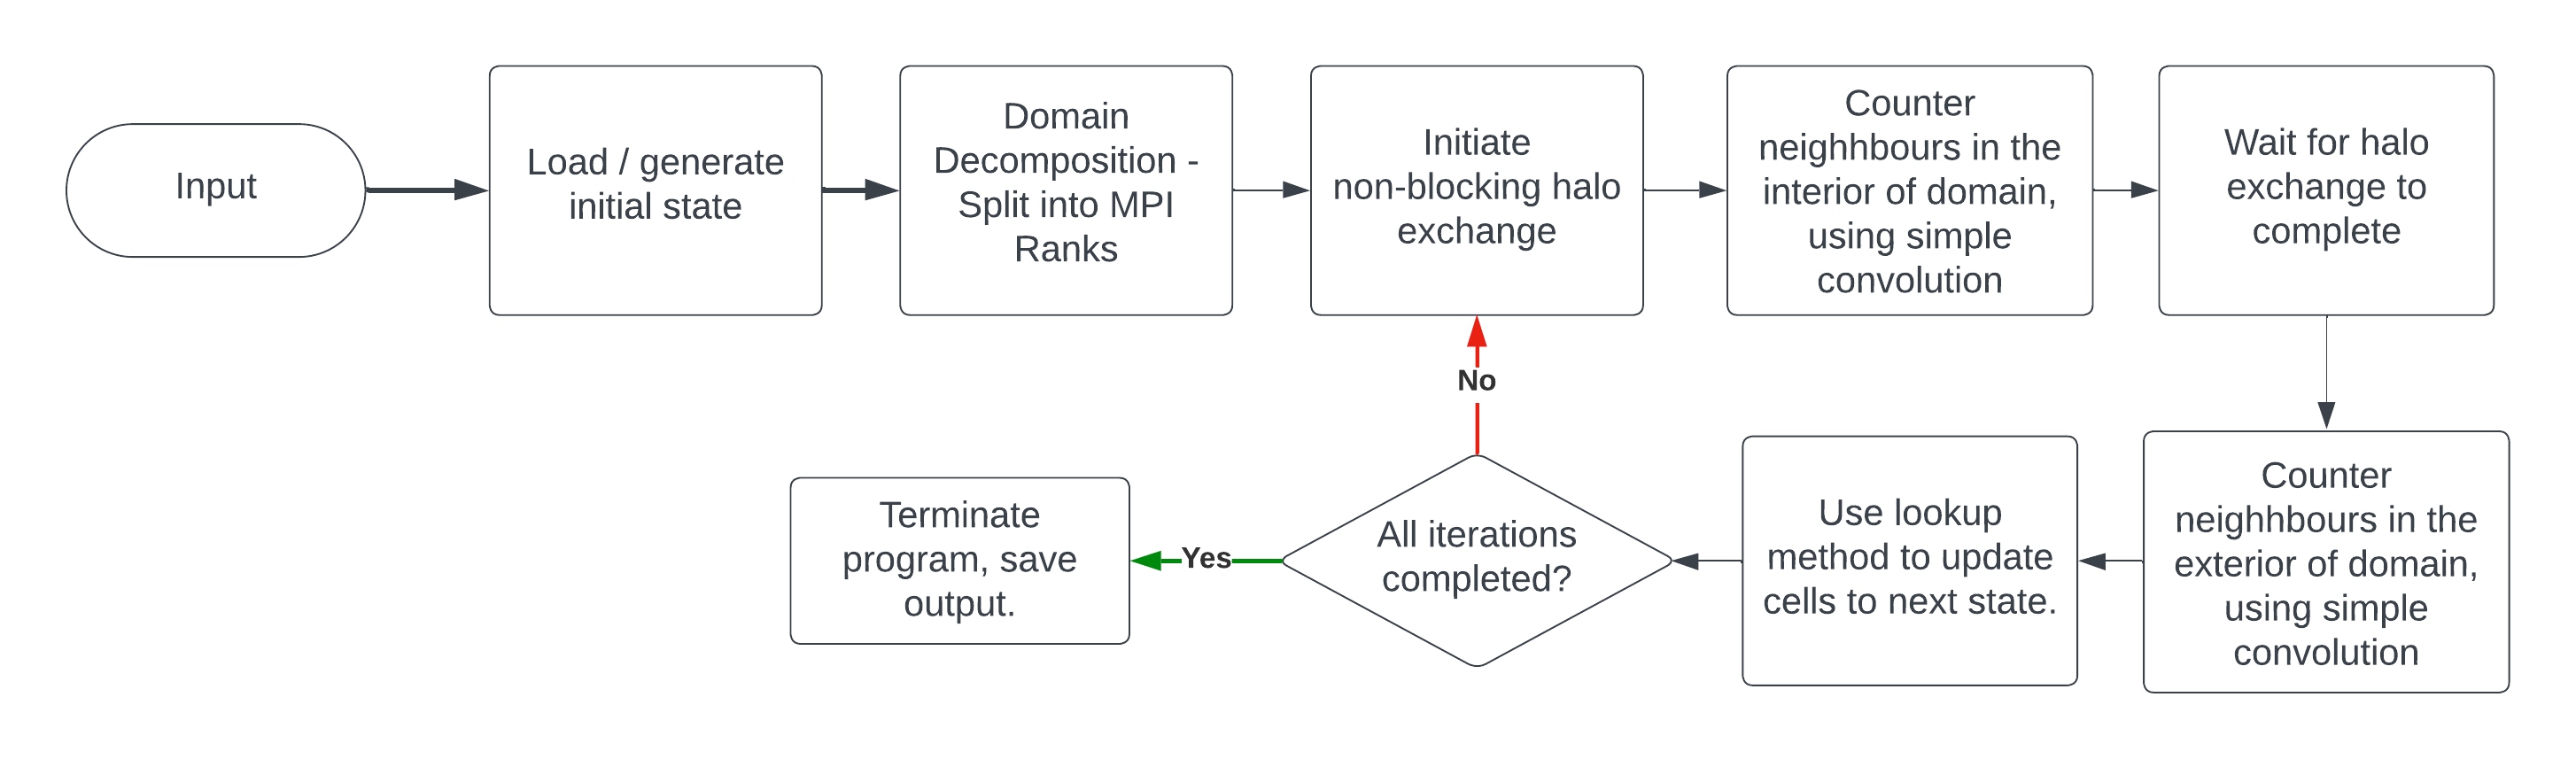 Input
Load / generate
initial state
Domain
Decomposition -
Split into MPI
Ranks
Initiate
non-blocking halo
exchange
Counter
neighhbours in the
interior of domain,
using simple
convolution
Wait for halo
exchange to
complete
Counter
neighhbours in the
exterior of domain,
using simple
convolution
Use lookup
method to update
cells to next state.
All iterations
completed?
No
Yes
Terminate
program, save
output.